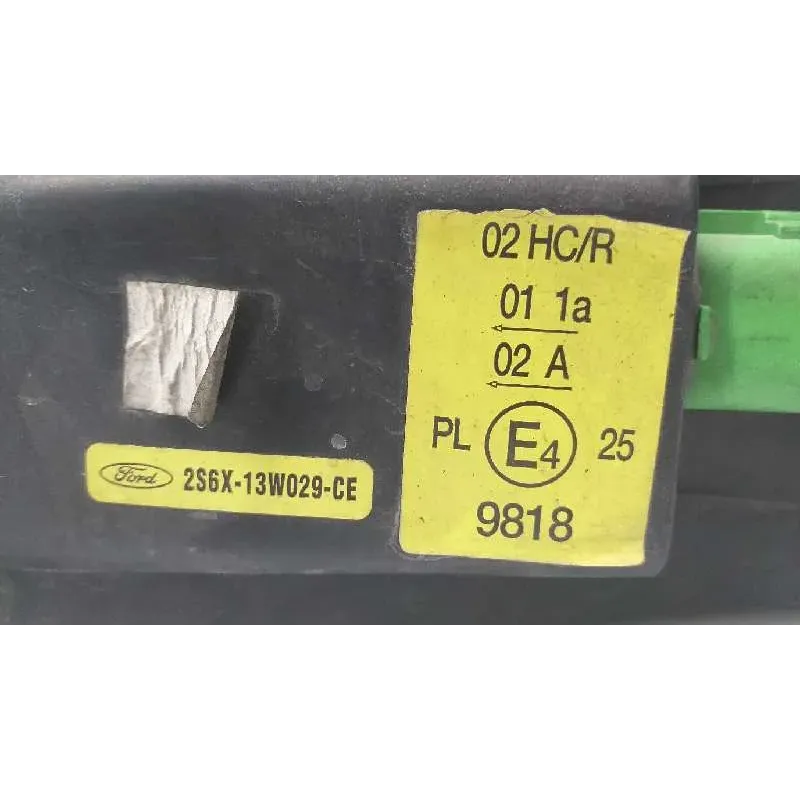 02 HC/R
01 1a
02 A
PL E4 25
9818
Ford 2S6X-13W029-CE